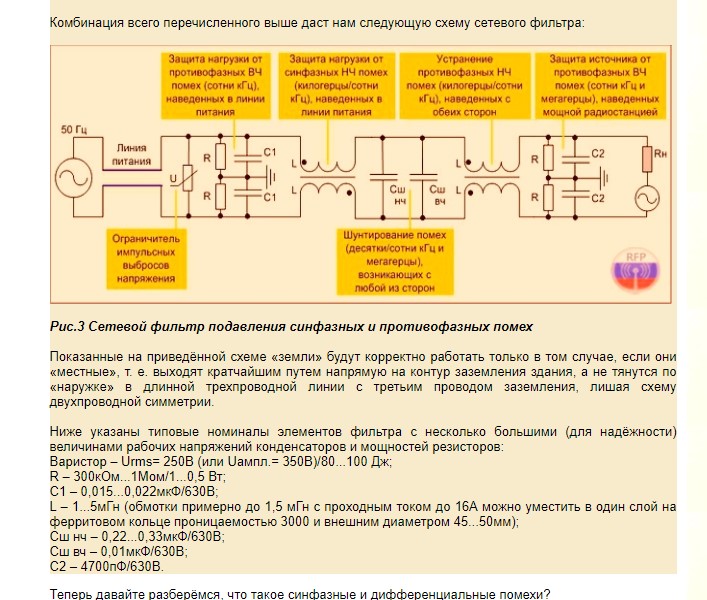 Комбинация всего перечисленного выше даст нам следующую схему сетевого фильтра:
Защита нагрузки от
противофазных ВЧ
помех (сотни кГц),
наведенных в линии
питания
Защита нагрузки от
синфазных НЧ помех
(килогерцы/сотни
кГц), наведенных в
линии питания
Устранение
противофазных НЧ
помех (килогерцы/сотни
кГц), наведенных с
обеих сторон
Защита источника от
противофазных ВЧ
помех (сотни кГц и
мегагерцы), наведенных
мощной радиостанцией
50 Гц
Линия
питания
U
R
R
C1
C1
L
L
Сш
нч
Сш
вч
L
L
R
R
C2
C2
Rн
Ограничитель
импульсных
выбросов
напряжения
Шунтирование помех
(десятки/сотни кГц и
мегагерцы),
возникающих с
любой из сторон
RFP
Рис.3 Сетевой фильтр подавления синфазных и противофазных помех
Показанные на приведённой схеме «земли» будут корректно работать только в том случае, если они
«местные», т. е. выходят кратчайшим путем напрямую на контур заземления здания, а не тянутся по
«наружке» в длинной трехпроводной линии с третьим проводом заземления, лишая схему
двухпроводной симметрии.
Ниже указаны типовые номиналы элементов фильтра с несколько большими (для надёжности)
величинами рабочих напряжений конденсаторов и мощностей резисторов:
Варистор – Urms= 250В (или Uампл.= 350В)/80...100 Дж;
R – 300кОм...1Мом/1...0,5 Вт;
С1 – 0,015...0,022мкФ/630В;
L – 1...5мГн (обмотки примерно до 1,5 мГн с проходным током до 16А можно уместить в один слой на
ферритовом кольце проницаемостью 3000 и внешним диаметром 45...50мм);
Сш нч – 0,22...0,33мкФ/630В;
Сш вч – 0,01мкФ/630В;
С2 – 4700пФ/630В.
Теперь давайте разберёмся, что такое синфазные и дифференциальные помехи?